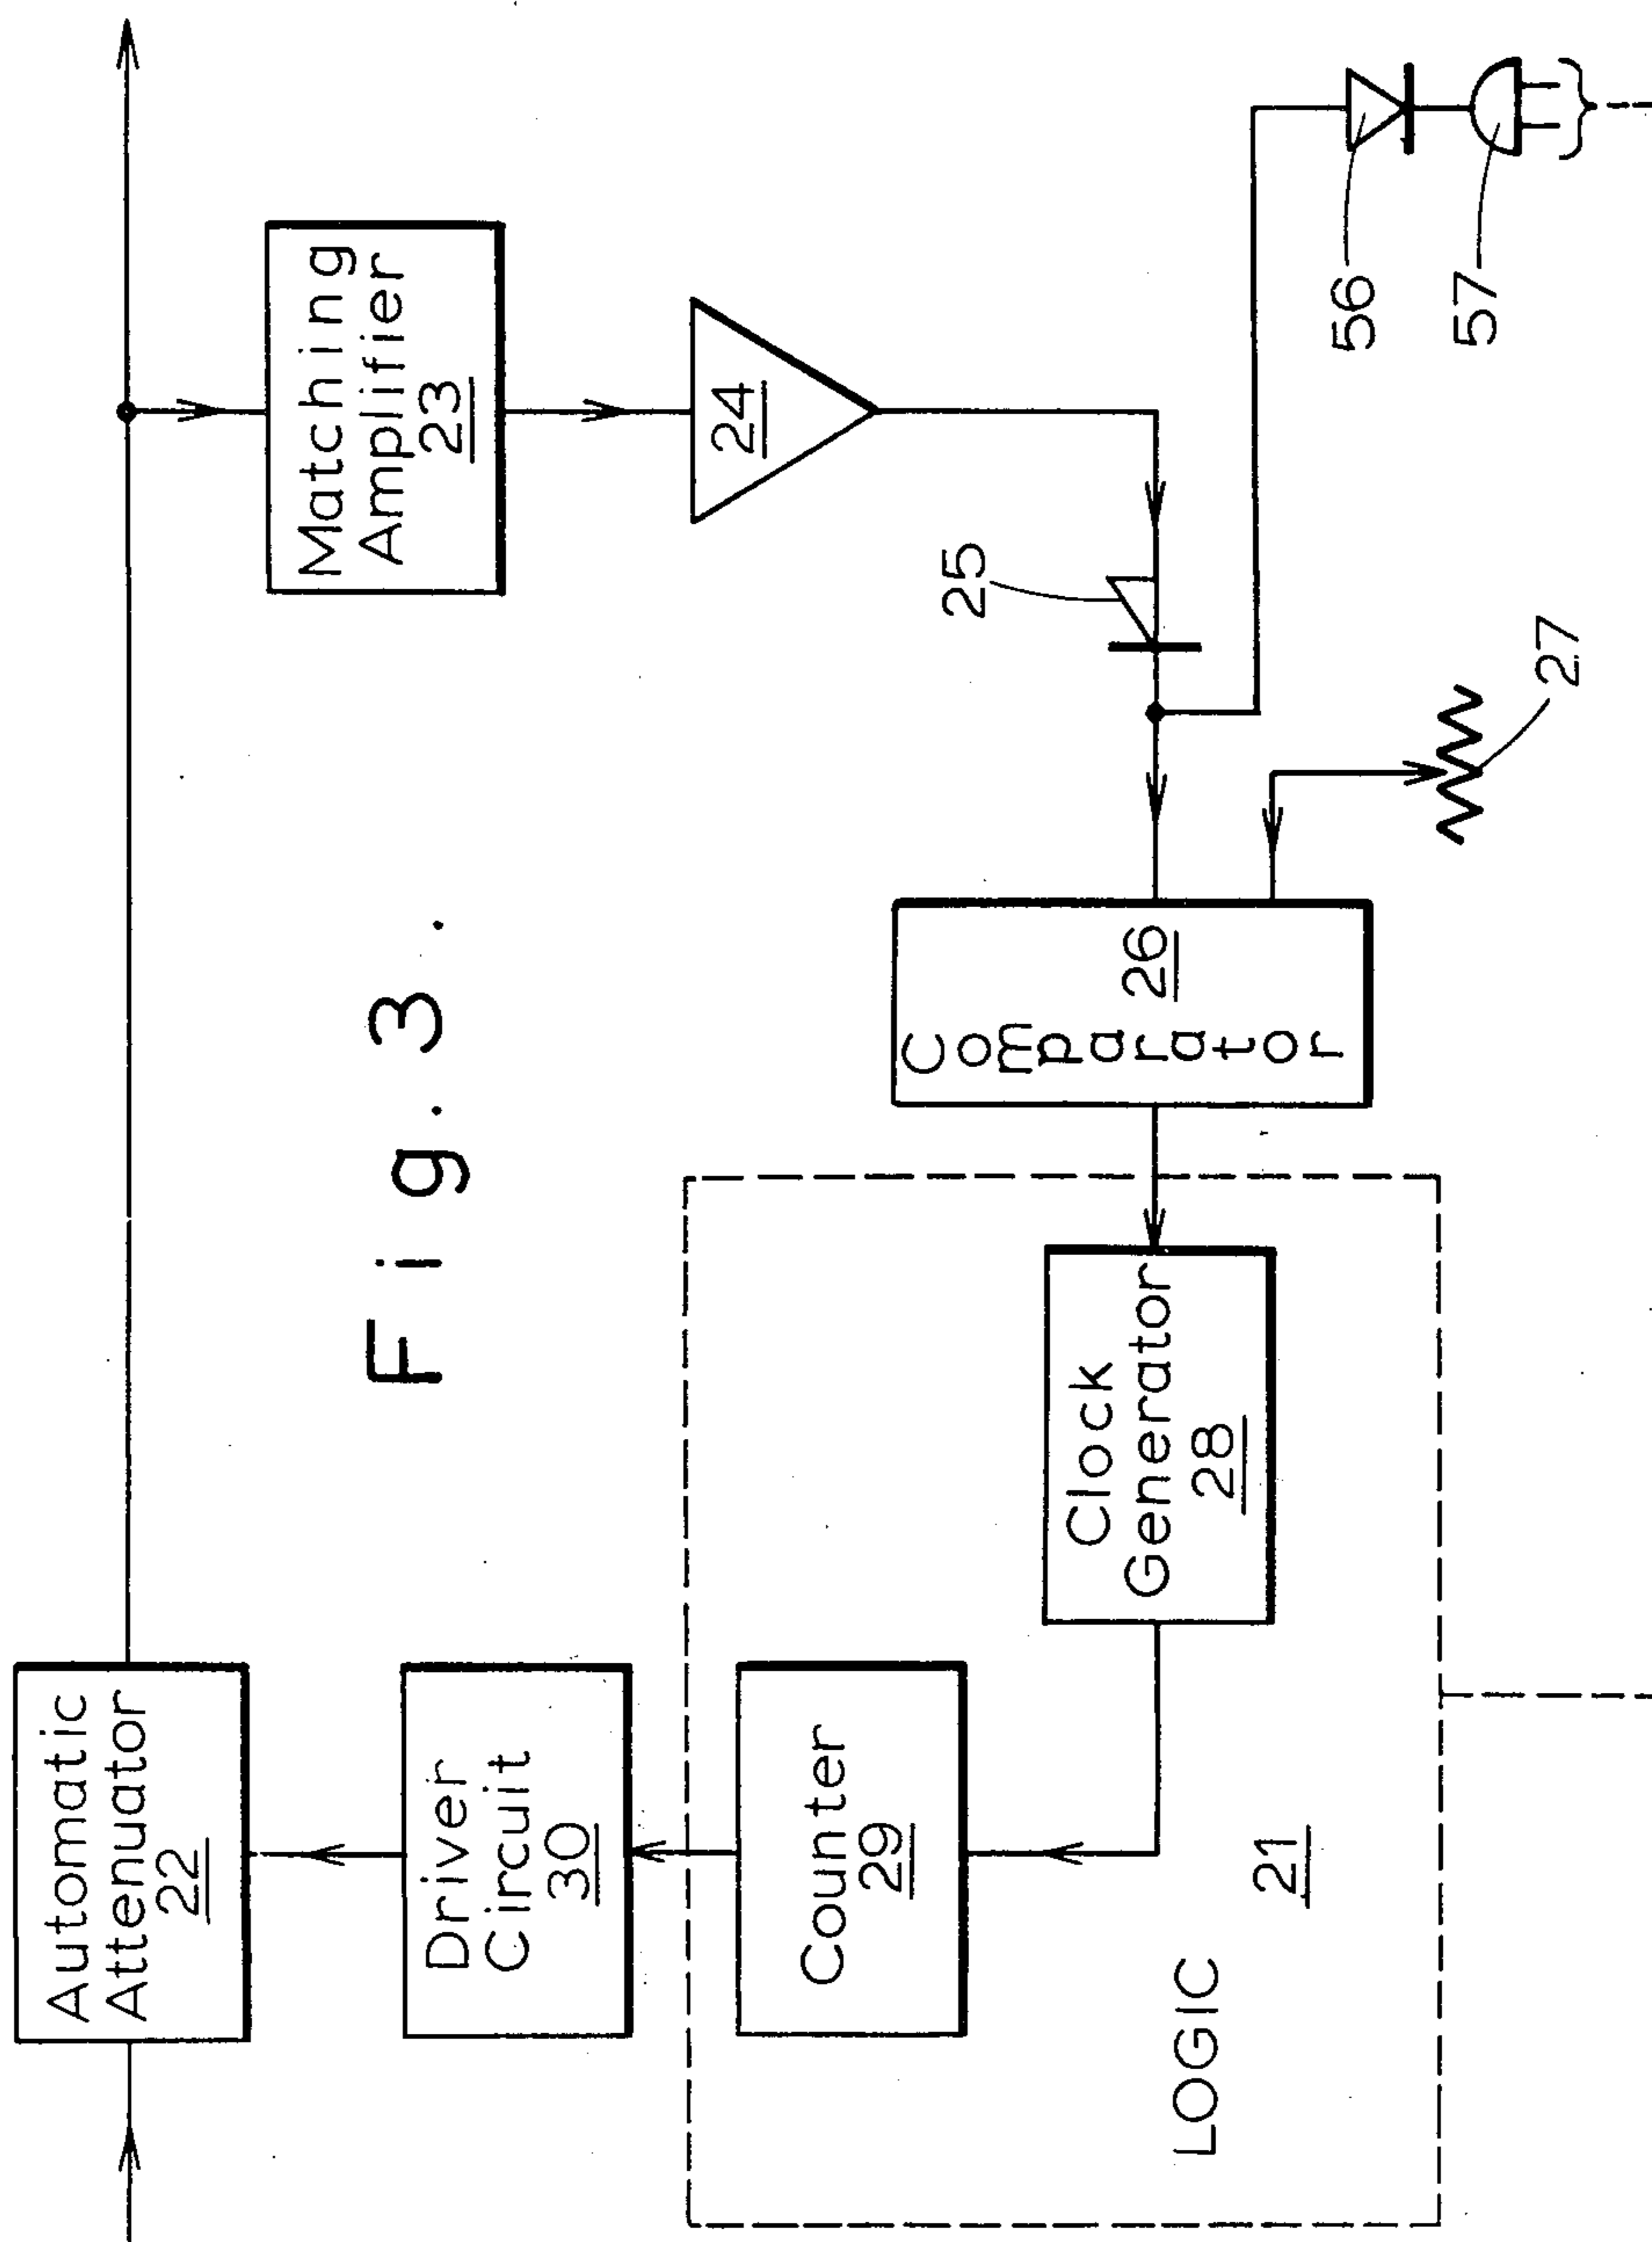 Automatic
Attenuator
22
Matching
Amplifier
23
Driver
Circuit
30
Fig. 3.
24
Counter
29
25
Clock
Generator
28
Comparator
26
LOGIC
21
27
56
57